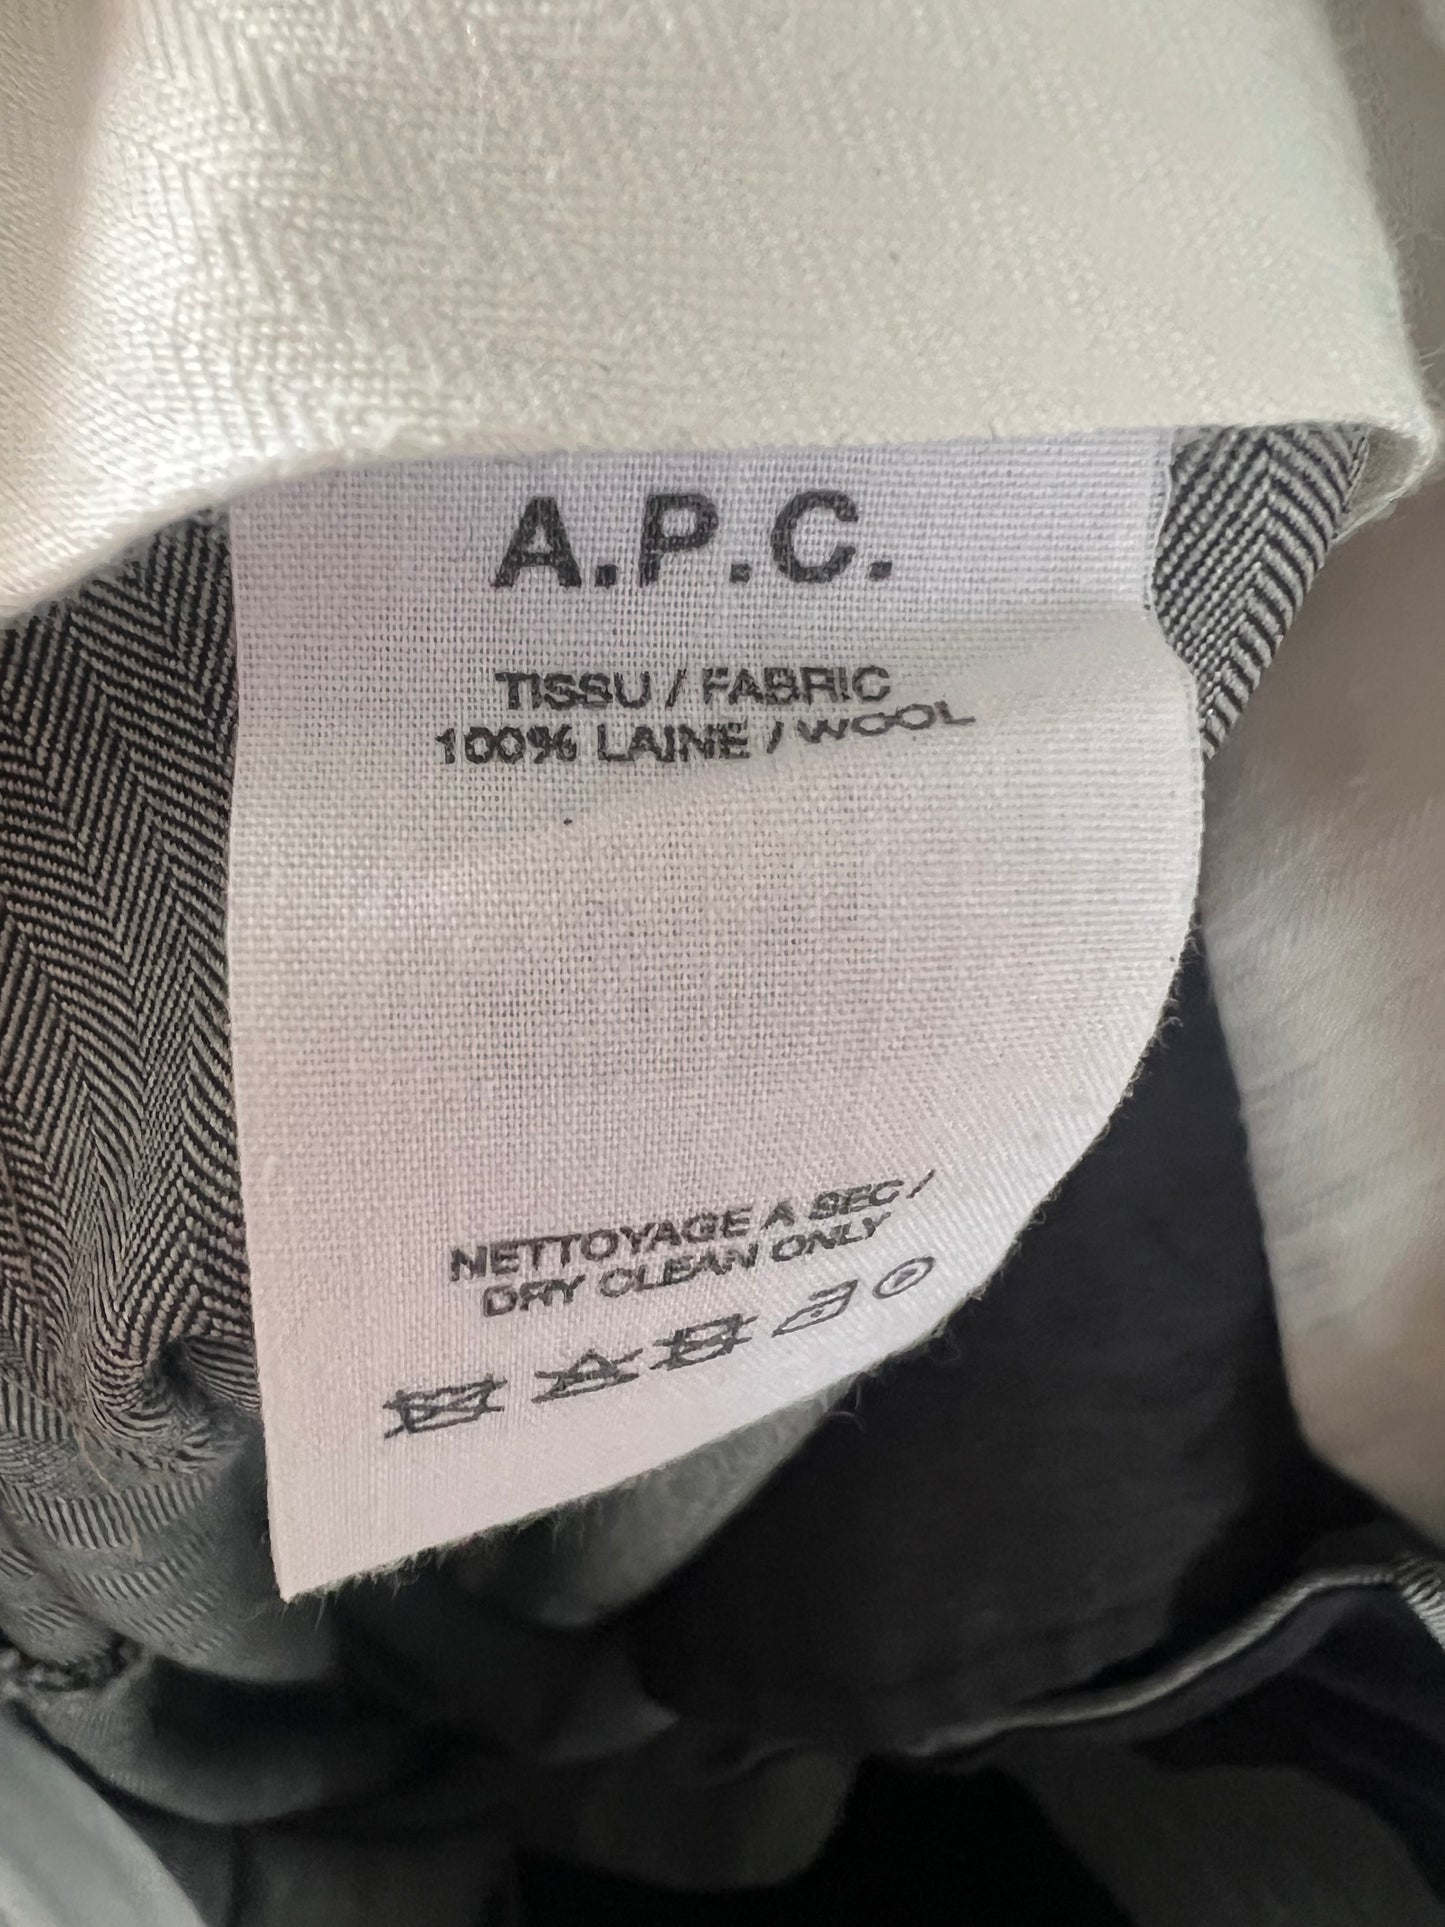 A.P.C.
TISSU / FABRIC
100% LAINE / WOOL
NETTOYAGE A SEC /
DRY CLEAN ONLY
P